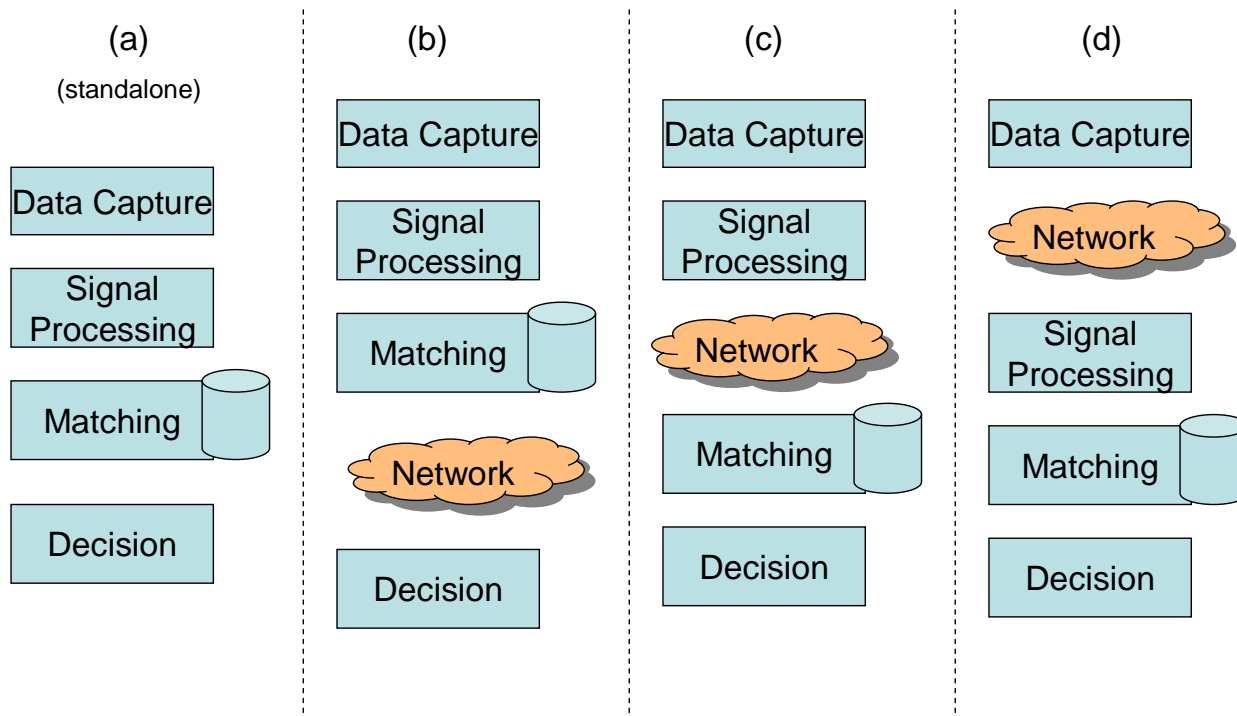 (a)
(standalone)
Data Capture
Signal
Processing
Matching
Decision
(b)
Data Capture
Signal
Processing
Matching
Network
Decision
(c)
Data Capture
Signal
Processing
Network
Matching
Decision
(d)
Data Capture
Network
Signal
Processing
Matching
Decision